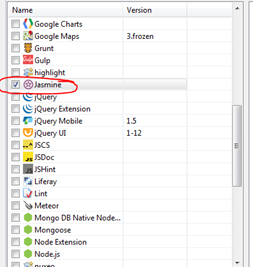 Name Version
Google Charts
Google Maps 3.frozen
Grunt
Gulp
highlight
Jasmine
jQuery
jQuery Extension
jQuery Mobile 1.5
jQuery UI 1-12
JSCS
JSDoc
JSHint
Liferay
Lint
Meteor
Mongo DB Native Node...
Mongoose
Node Extension
Node.js